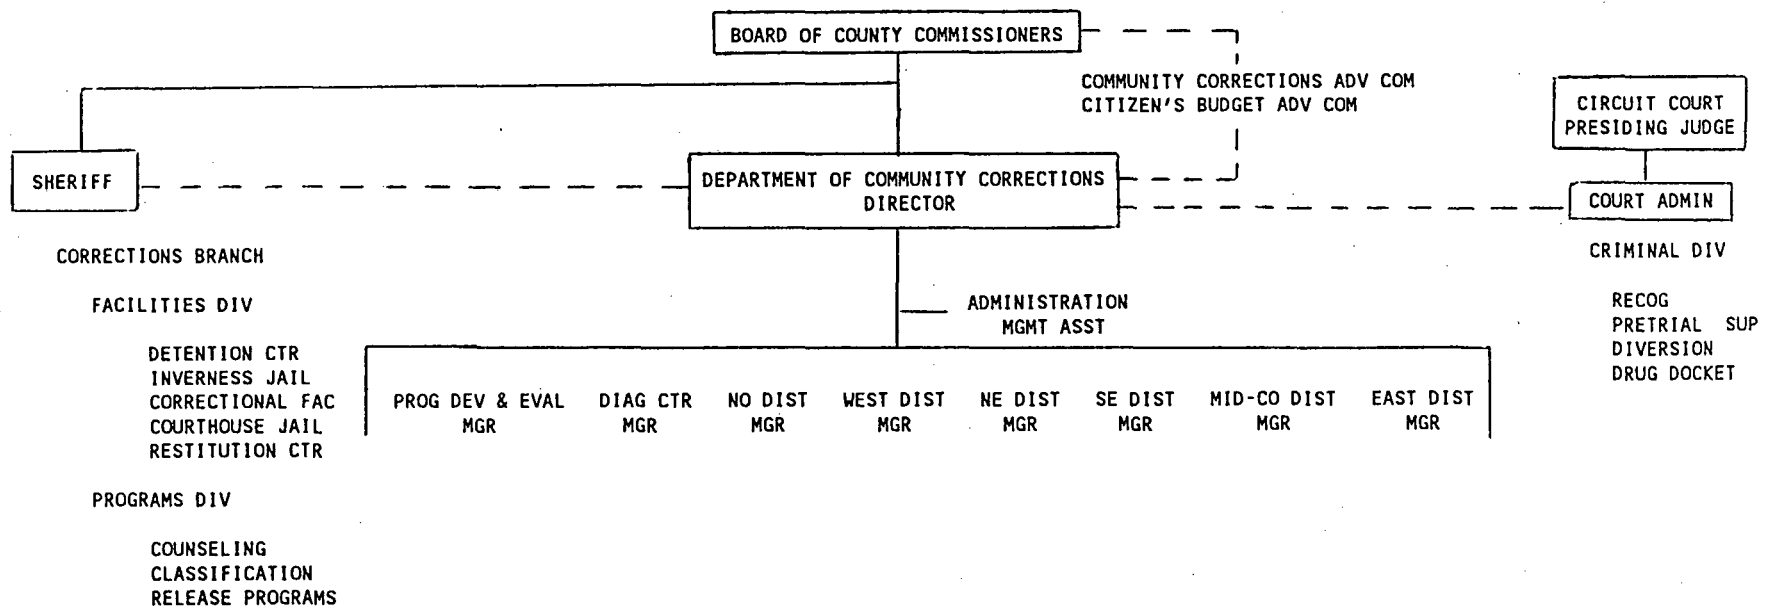 BOARD OF COUNTY COMMISSIONERS
COMMUNITY CORRECTIONS ADV COM
CITIZEN'S BUDGET ADV COM
CIRCUIT COURT
PRESIDING JUDGE
SHERIFF
DEPARTMENT OF COMMUNITY CORRECTIONS
DIRECTOR
COURT ADMIN
CORRECTIONS BRANCH
FACILITIES DIV
DETENTION CTR
INVERNESS JAIL
CORRECTIONAL FAC
COURTHOUSE JAIL
RESTITUTION CTR
PROGRAMS DIV
COUNSELING
CLASSIFICATION
RELEASE PROGRAMS
ADMINISTRATION
MGMT ASST
PROG DEV & EVAL
MGR
DIAG CTR
MGR
NO DIST
MGR
WEST DIST
MGR
NE DIST
MGR
SE DIST
MGR
MID-CO DIST
MGR
EAST DIST
MGR
CRIMINAL DIV
RECOG
PRETRIAL SUP
DIVERSION
DRUG DOCKET